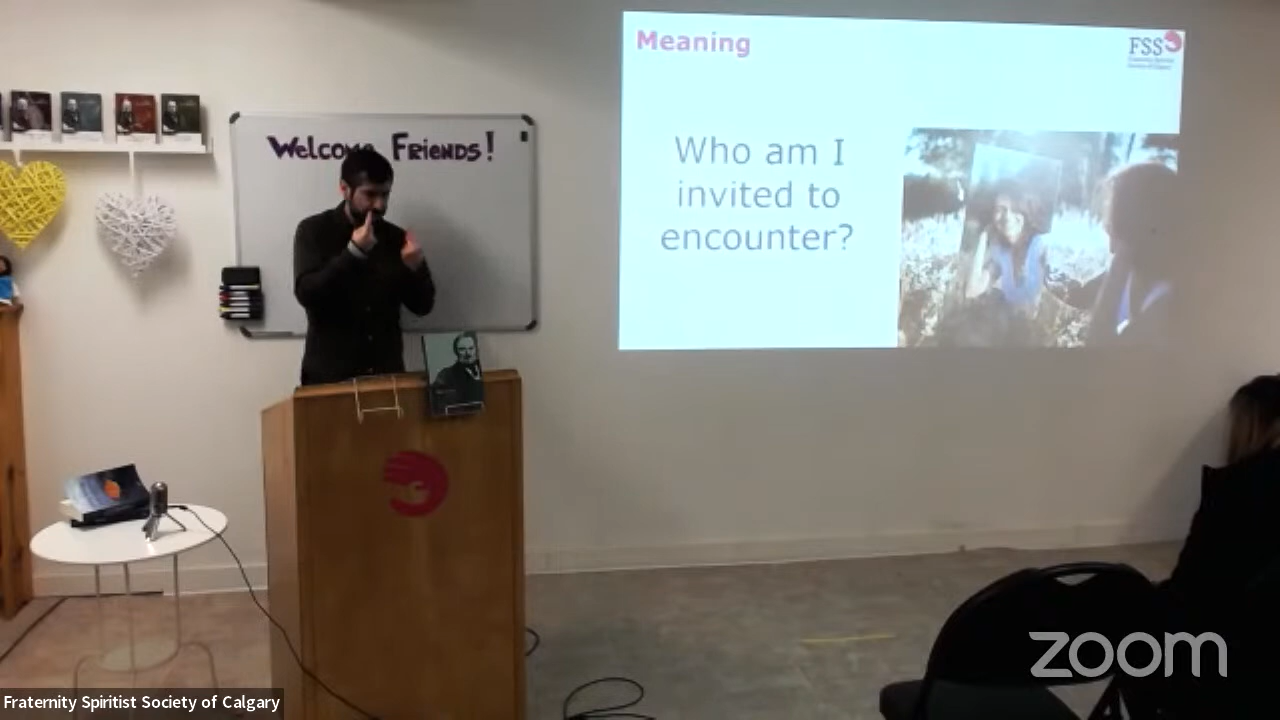 Meaning
FSS
Who am I
invited to
encounter?
Welcome Friends!
zoom
Fraternity Spiritist Society of Calgary